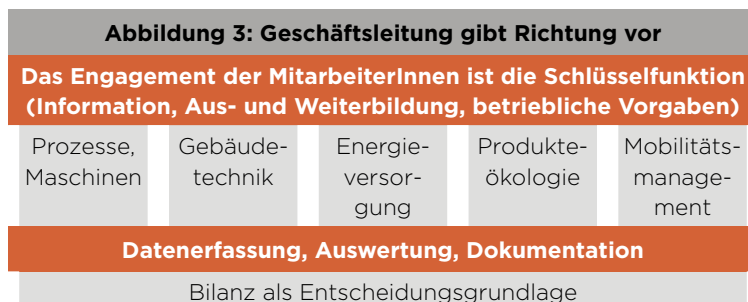 Abbildung 3: Geschäftsleitung gibt Richtung vor
Das Engagement der MitarbeiterInnen ist die Schlüsselfunktion
(Information, Aus- und Weiterbildung, betriebliche Vorgaben)
Prozesse,
Maschinen
Gebäude-
technik
Energie-
versor-
gung
Produkte-
ökologie
Mobilitäts-
manage-
ment
Datenerfassung, Auswertung, Dokumentation
Bilanz als Entscheidungsgrundlage